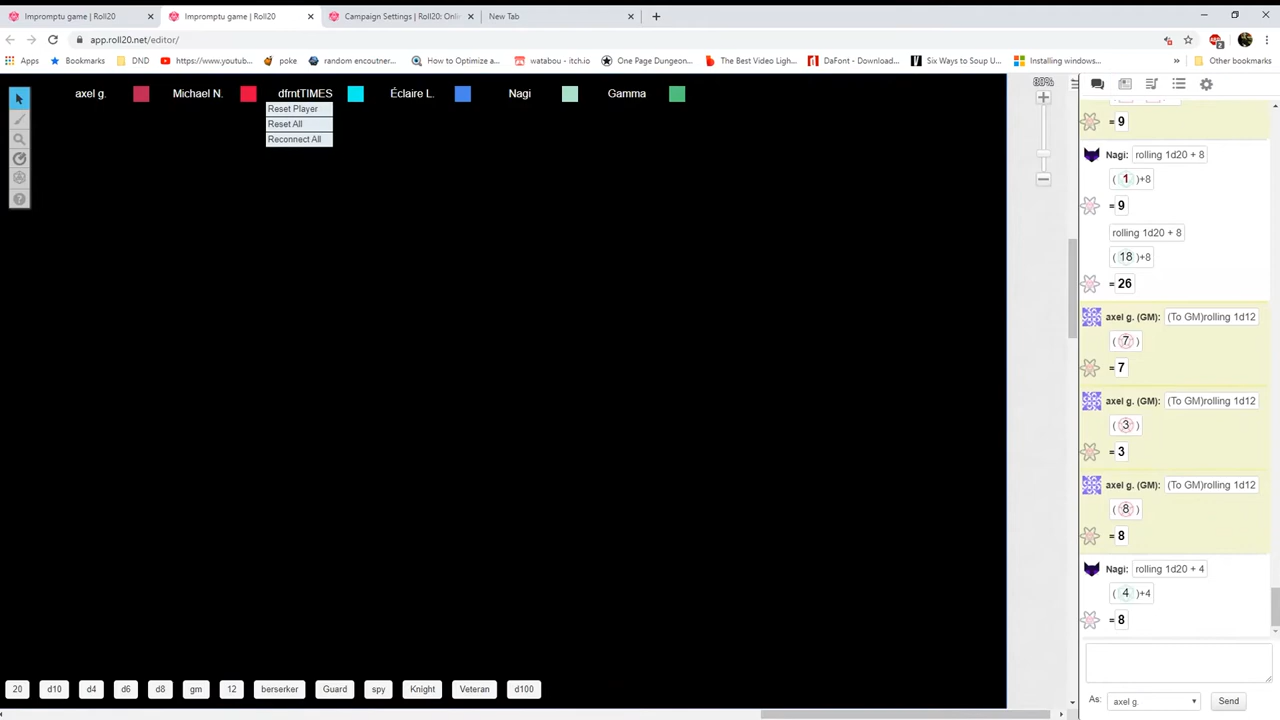 Impromptu game | Roll20
Impromptu game | Roll20
Campaign Settings | Roll20: Onli
New Tab
app.roll20.net/editor/
2
Apps
Bookmarks
DND
https://www.youtub...
poke
random encoutner...
How to Optimize a...
watabou - itch.io
One Page Dungeon...
The Best Video Ligh...
DaFont - Download...
Six Ways to Soup U...
Installing windows...
»
Other bookmarks
axel g.
Michael N.
dfrntTIMES
Éclaire L.
Nagi
Gamma
Reset Player
Reset All
Reconnect All
88%
= 9
Nagi: rolling 1d20 + 8
(1)+8
= 9
rolling 1d20 + 8
(18)+8
= 26
axel g. (GM): (To GM)rolling 1d12
(7)
= 7
axel g. (GM): (To GM)rolling 1d12
(3)
= 3
axel g. (GM): (To GM)rolling 1d12
(8)
= 8
Nagi: rolling 1d20 + 4
(4)+4
= 8
20
d10
d4
d6
d8
gm
12
berserker
Guard
spy
Knight
Veteran
d100
As: axel g.
Send